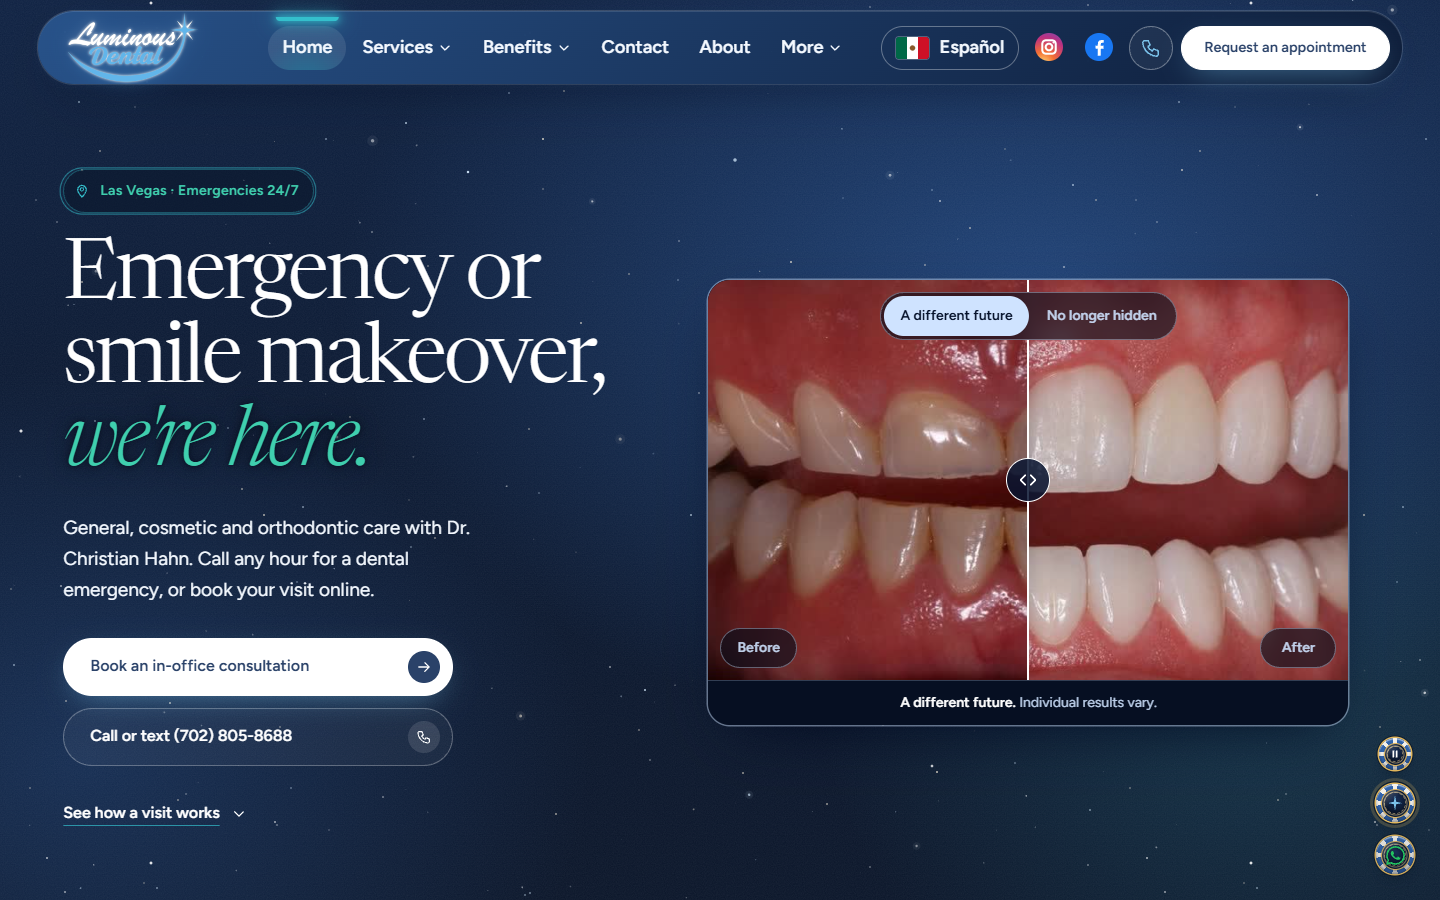 Luminous
Dental
Home
Services
Benefits
Contact
About
More
Español
Request an appointment
Las Vegas · Emergencies 24/7
Emergency or
smile makeover,
we're here.
General, cosmetic and orthodontic care with Dr.
Christian Hahn. Call any hour for a dental
emergency, or book your visit online.
Book an in-office consultation
Call or text (702) 805-8688
See how a visit works
A different future
No longer hidden
Before
After
A different future. Individual results vary.